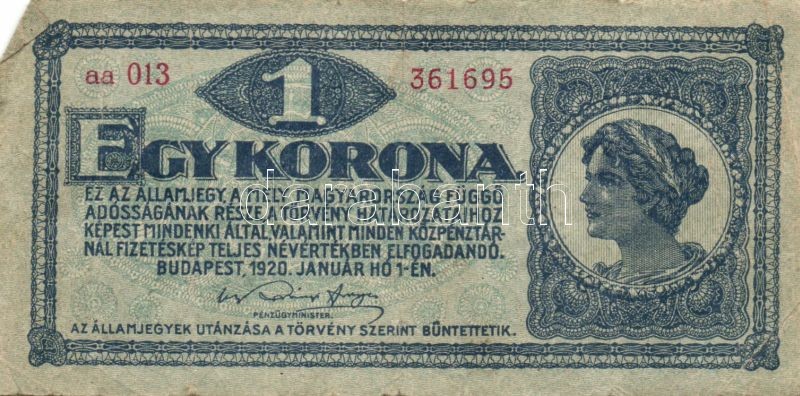 aa 013
1
361695
EGY KORONA
EZ AZ ÁLLAMJEGY, A MELY MAGYARORSZÁG FÜGGŐ
ADÓSSÁGÁNAK RÉSZE, A TÖRVÉNY HATÁROZATAIHOZ
KÉPEST MINDENKI ÁLTAL, VALAMINT MINDEN KÖZPÉNZTÁR-
NÁL FIZETÉSKÉP TELJES NÉVÉRTÉKBEN ELFOGADANDÓ.
BUDAPEST, 1920. JANUÁR HÓ 1-ÉN.
PÉNZÜGYMINISTER.
AZ ÁLLAMJEGYEK UTÁNZÁSA A TÖRVÉNY SZERINT BÜNTETTETIK.
darabanth